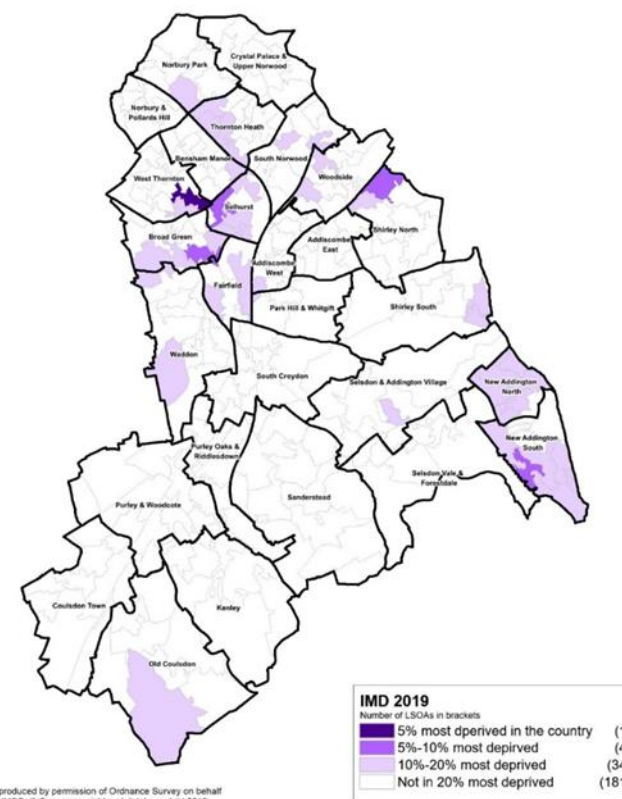 Crystal Palace &
Upper Norwood
Norbury Park
Norbury &
Pollards Hill
Thornton Heath
Bensham Manor
South Norwood
West Thornton
Woodside
Selhurst
Shirley North
Broad Green
Addiscombe
East
Addiscombe
West
Fairfield
Park Hill & Whitgift
Shirley South
Waddon
South Croydon
Selsdon & Addington Village
New Addington
North
New Addington
South
Purley Oaks &
Riddlesdown
Selsdon Vale &
Forestdale
Sanderstead
Purley & Woodcote
Coulsdon Town
Kenley
Old Coulsdon
IMD 2019
Number of LSOAs in brackets
5% most dperived in the country (1
5%-10% most deprived (4
10%-20% most deprived (34
Not in 20% most deprived (181
produced by permission of Ordnance Survey on behalf